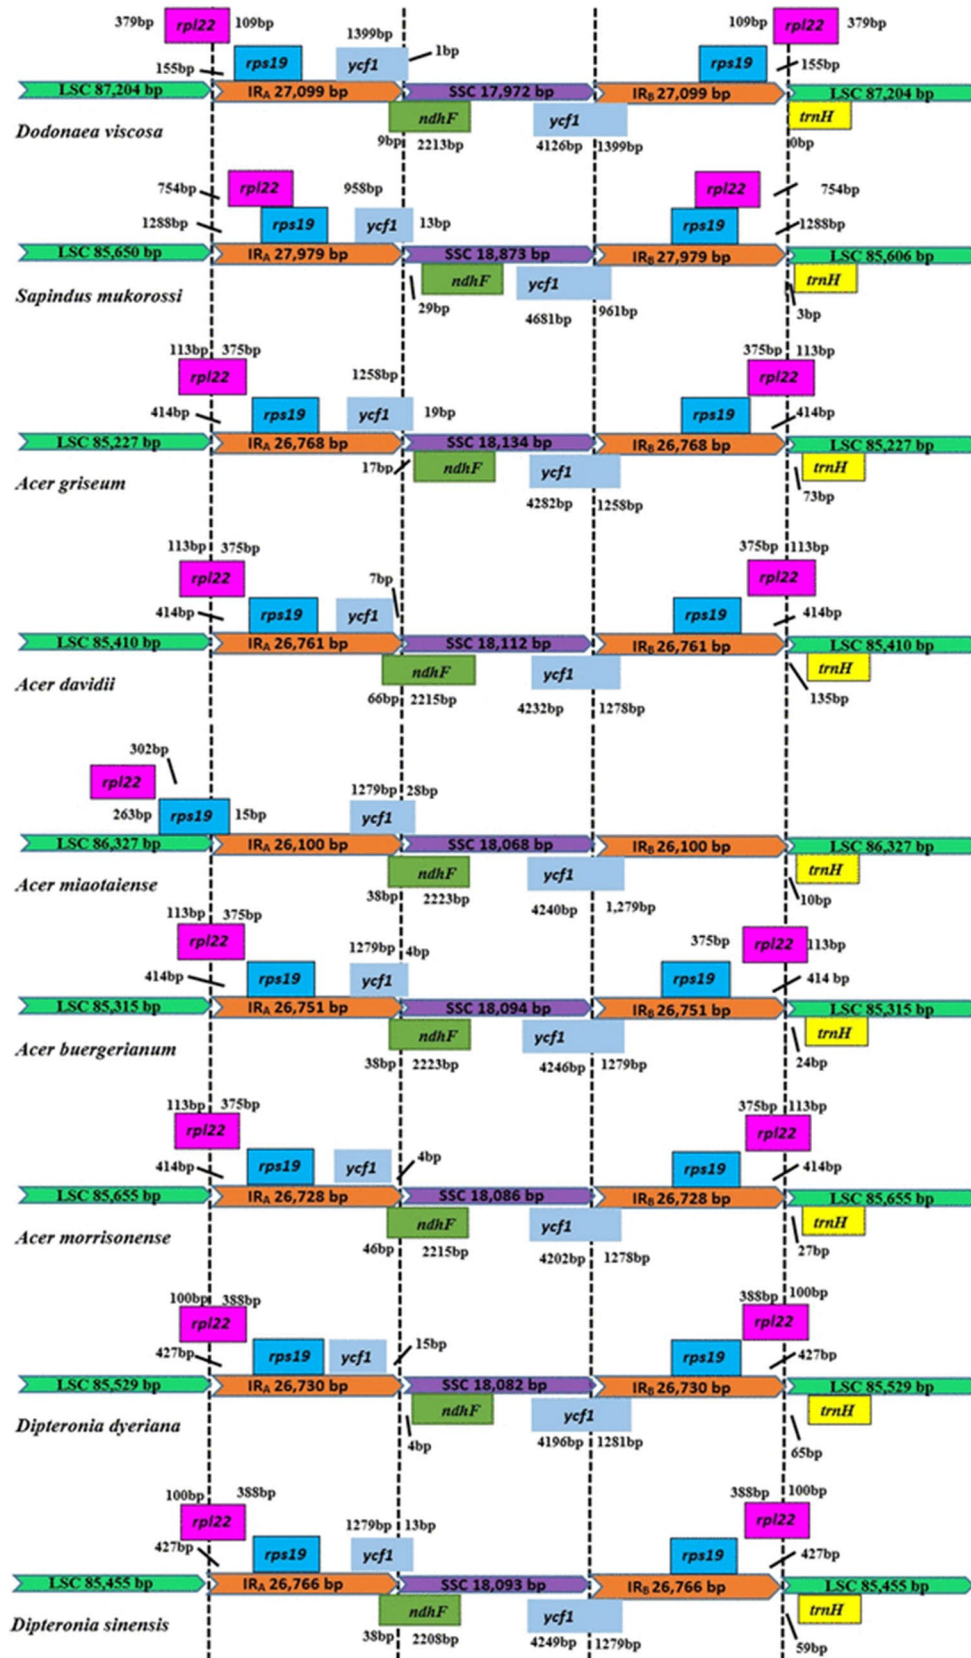 379bp rpl22 109bp 1399bp 109bp rpl22 379bp
155bp rps19 ycf1 1bp rps19 155bp
LSC 87,204 bp IRA 27,099 bp SSC 17,972 bp IRB 27,099 bp LSC 87,204 bp
Dodonaea viscosa ndhF ycf1 trnH
9bp 2213bp 4126bp 1399bp 0bp
754bp rpl22 958bp rpl22 754bp
1288bp rps19 ycf1 13bp rps19 1288bp
LSC 85,650 bp IRA 27,979 bp SSC 18,873 bp IRB 27,979 bp LSC 85,606 bp
Sapindus mukorossi ndhF ycf1 trnH
29bp 4681bp 961bp 3bp
113bp 375bp 375bp 113bp
rpl22 1258bp rpl22
414bp rps19 ycf1 19bp rps19 414bp
LSC 85,227 bp IRA 26,768 bp SSC 18,134 bp IRB 26,768 bp LSC 85,227 bp
Acer griseum 17bp ndhF ycf1 trnH
4282bp 1258bp 73bp
113bp 375bp 375bp 113bp
rpl22 7bp rpl22
414bp rps19 ycf1 rps19 414bp
LSC 85,410 bp IRA 26,761 bp SSC 18,112 bp IRB 26,761 bp LSC 85,410 bp
Acer davidii ndhF ycf1 trnH
66bp 2215bp 4232bp 1278bp 135bp
302bp
rpl22 1279bp 28bp
263bp rps19 15bp ycf1
LSC 86,327 bp IRA 26,100 bp SSC 18,068 bp IRB 26,100 bp LSC 86,327 bp
Acer miaotaiense ndhF ycf1 trnH
38bp 2223bp 4240bp 1,279bp 10bp
113bp 375bp
rpl22 1279bp 4bp 375bp rpl22 113bp
414bp rps19 ycf1 rps19 414 bp
LSC 85,315 bp IRA 26,751 bp SSC 18,094 bp IRB 26,751 bp LSC 85,315 bp
Acer buergerianum ndhF ycf1 trnH
38bp 2223bp 4246bp 1279bp 24bp
113bp 375bp 375bp 113bp
rpl22 rpl22
414bp rps19 ycf1 4bp rps19 414bp
LSC 85,655 bp IRA 26,728 bp SSC 18,086 bp IRB 26,728 bp LSC 85,655 bp
Acer morrisonense ndhF ycf1 trnH
46bp 2215bp 4202bp 1278bp 27bp
100bp 388bp 388bp 100bp
rpl22 rpl22
427bp rps19 ycf1 15bp rps19 427bp
LSC 85,529 bp IRA 26,730 bp SSC 18,082 bp IRB 26,730 bp LSC 85,529 bp
Dipteronia dyeriana ndhF ycf1 trnH
4bp 4196bp 1281bp 65bp
100bp 388bp 388bp 100bp
rpl22 1279bp 13bp rpl22
427bp rps19 ycf1 rps19 427bp
LSC 85,455 bp IRA 26,766 bp SSC 18,093 bp IRB 26,766 bp LSC 85,455 bp
Dipteronia sinensis ndhF ycf1 trnH
38bp 2208bp 4249bp 1279bp 59bp